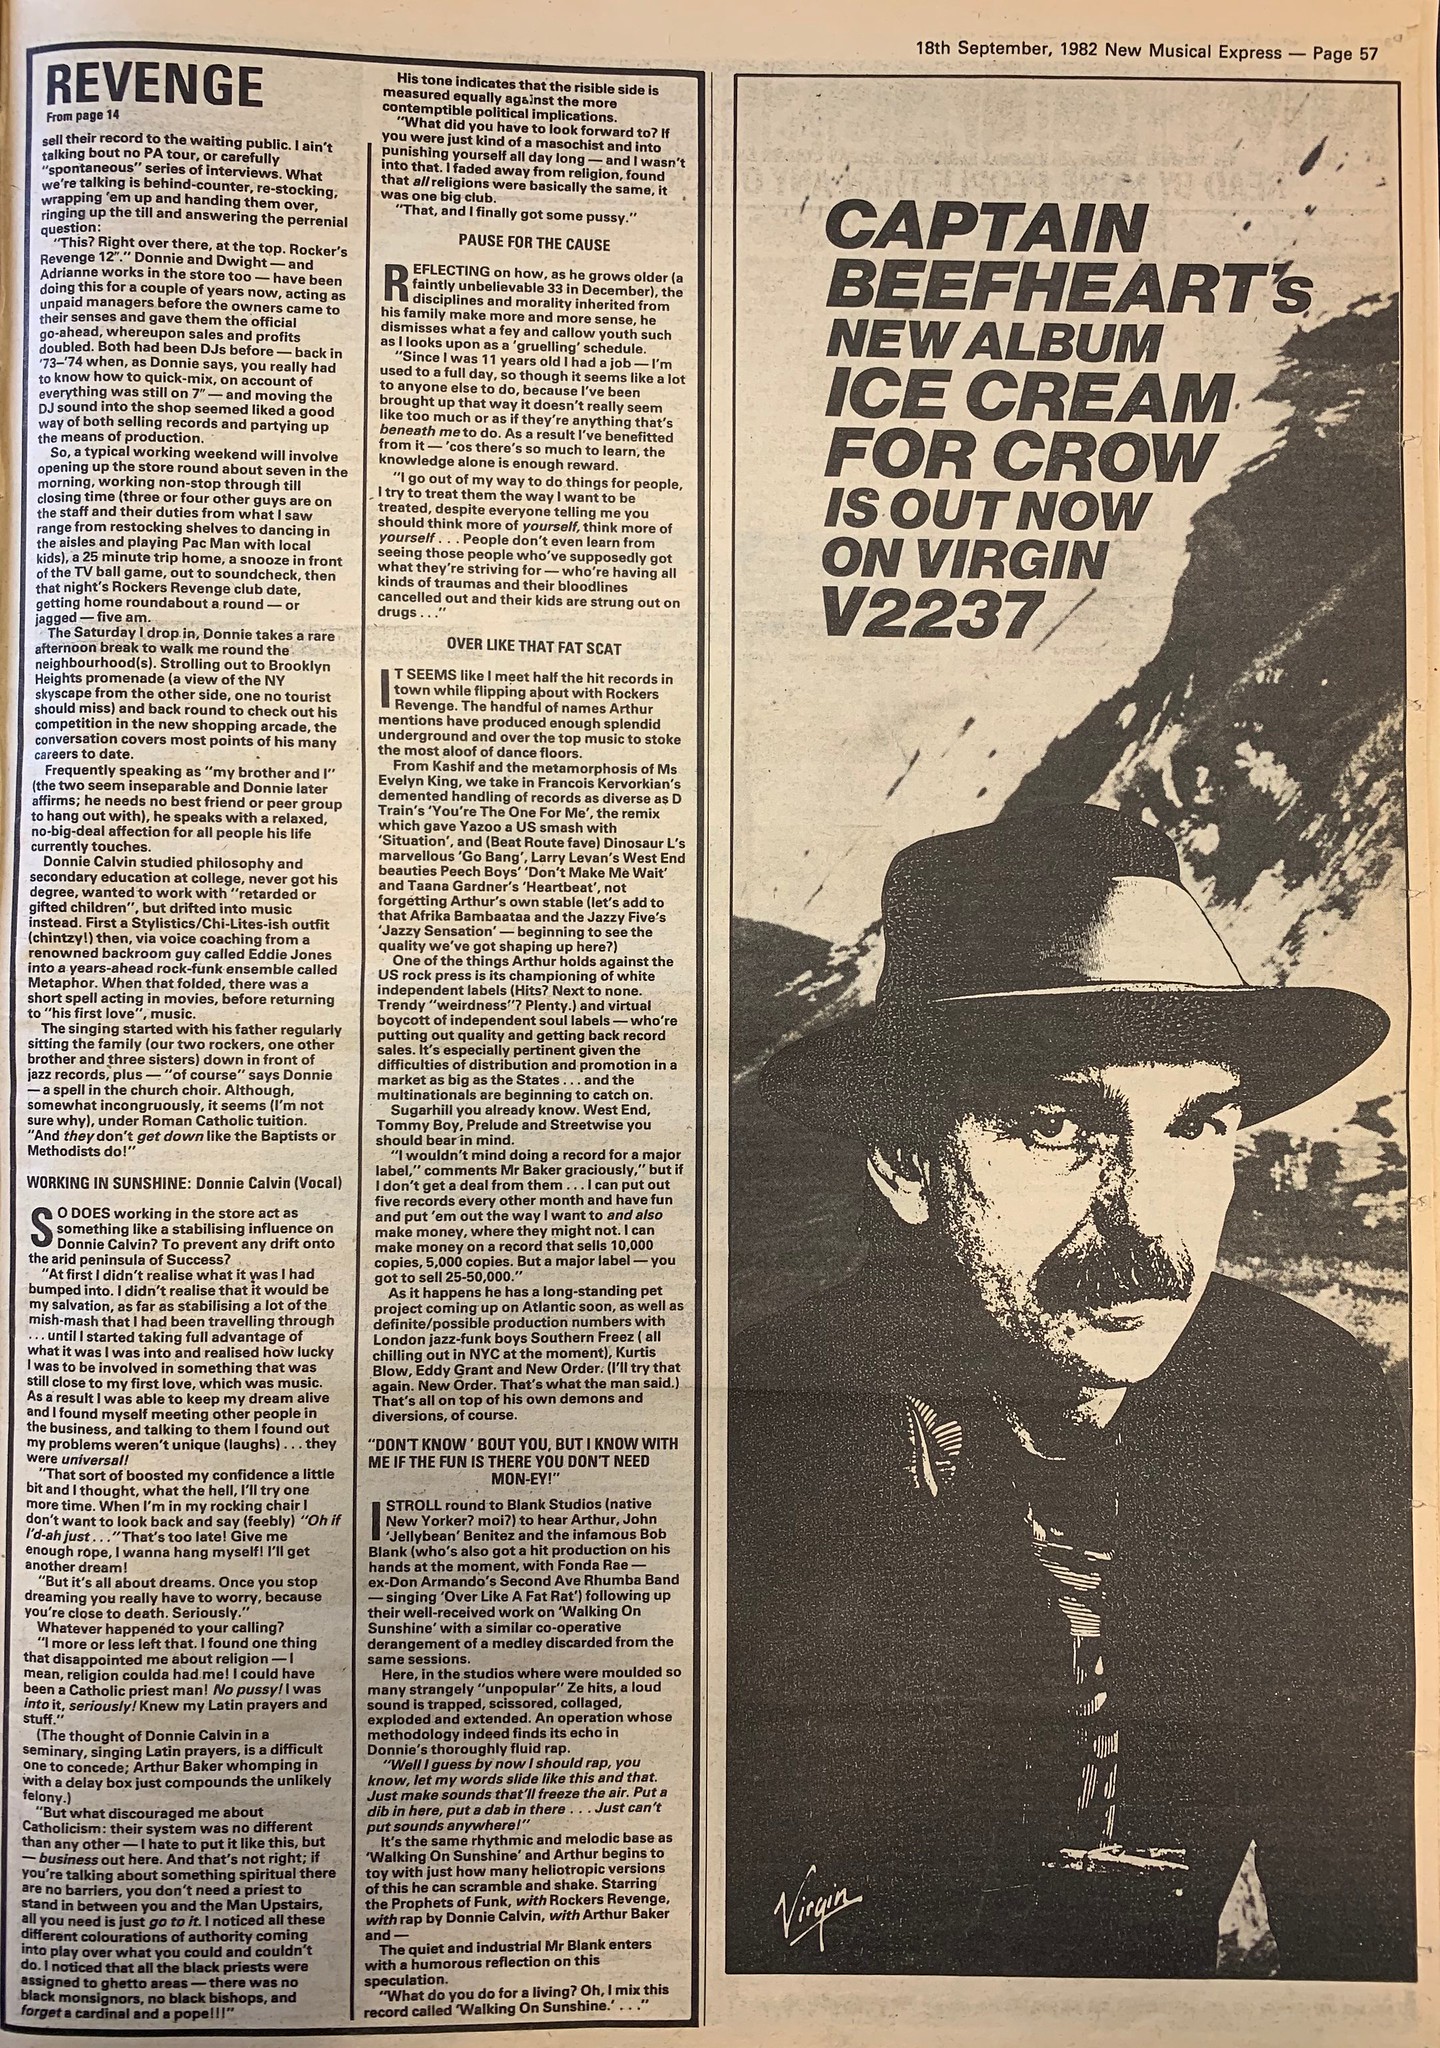 18th September, 1982 New Musical Express — Page 57
REVENGE
From page 14
sell their record to the waiting public. I ain't
talking bout no PA tour, or carefully
"spontaneous" series of interviews. What
we're talking is behind-counter, re-stocking,
wrapping 'em up and handing them over,
ringing up the till and answering the perrenial
question:
"This? Right over there, at the top. Rocker's
Revenge 12"." Donnie and Dwight — and
Adrianne works in the store too — have been
doing this for a couple of years now, acting as
unpaid managers before the owners came to
their senses and gave them the official
go-ahead, whereupon sales and profits
doubled. Both had been DJs before — back in
'73–'74 when, as Donnie says, you really had
to know how to quick-mix, on account of
everything was still on 7" — and moving the
DJ sound into the shop seemed liked a good
way of both selling records and partying up
the means of production.
So, a typical working weekend will involve
opening up the store round about seven in the
morning, working non-stop through till
closing time (three or four other guys are on
the staff and their duties from what I saw
range from restocking shelves to dancing in
the aisles and playing Pac Man with local
kids), a 25 minute trip home, a snooze in front
of the TV ball game, out to soundcheck, then
that night's Rockers Revenge club date,
getting home roundabout a round — or
jagged — five am.
The Saturday I drop in, Donnie takes a rare
afternoon break to walk me round the
neighbourhood(s). Strolling out to Brooklyn
Heights promenade (a view of the NY
skyscape from the other side, one no tourist
should miss) and back round to check out his
competition in the new shopping arcade, the
conversation covers most points of his many
careers to date.
Frequently speaking as "my brother and I"
(the two seem inseparable and Donnie later
affirms; he needs no best friend or peer group
to hang out with), he speaks with a relaxed,
no-big-deal affection for all people his life
currently touches.
Donnie Calvin studied philosophy and
secondary education at college, never got his
degree, wanted to work with "retarded or
gifted children", but drifted into music
instead. First a Stylistics/Chi-Lites-ish outfit
(chintzy!) then, via voice coaching from a
renowned backroom guy called Eddie Jones
into a years-ahead rock-funk ensemble called
Metaphor. When that folded, there was a
short spell acting in movies, before returning
to "his first love", music.
The singing started with his father regularly
sitting the family (our two rockers, one other
brother and three sisters) down in front of
jazz records, plus — "of course" says Donnie
— a spell in the church choir. Although,
somewhat incongruously, it seems (I'm not
sure why), under Roman Catholic tuition.
"And they don't get down like the Baptists or
Methodists do!"
WORKING IN SUNSHINE: Donnie Calvin (Vocal)
SO DOES working in the store act as
something like a stabilising influence on
Donnie Calvin? To prevent any drift onto
the arid peninsula of Success?
"At first I didn't realise what it was I had
bumped into. I didn't realise that it would be
my salvation, as far as stabilising a lot of the
mish-mash that I had been travelling through
. . . until I started taking full advantage of
what it was I was into and realised how lucky
I was to be involved in something that was
still close to my first love, which was music.
As a result I was able to keep my dream alive
and I found myself meeting other people in
the business, and talking to them I found out
my problems weren't unique (laughs) . . . they
were universal!
"That sort of boosted my confidence a little
bit and I thought, what the hell, I'll try one
more time. When I'm in my rocking chair I
don't want to look back and say (feebly) "Oh if
I'd-ah just . . ." That's too late! Give me
enough rope, I wanna hang myself! I'll get
another dream!
"But it's all about dreams. Once you stop
dreaming you really have to worry, because
you're close to death. Seriously."
Whatever happened to your calling?
"I more or less left that. I found one thing
that disappointed me about religion — I
mean, religion coulda had me! I could have
been a Catholic priest man! No pussy! I was
into it, seriously! Knew my Latin prayers and
stuff."
(The thought of Donnie Calvin in a
seminary, singing Latin prayers, is a difficult
one to concede; Arthur Baker whomping in
with a delay box just compounds the unlikely
felony.)
"But what discouraged me about
Catholicism: their system was no different
than any other — I hate to put it like this, but
— business out here. And that's not right; if
you're talking about something spiritual there
are no barriers, you don't need a priest to
stand in between you and the Man Upstairs,
all you need is just go to it. I noticed all these
different colourations of authority coming
into play over what you could and couldn't
do. I noticed that all the black priests were
assigned to ghetto areas — there was no
black monsignors, no black bishops, and
forget a cardinal and a pope!!!"
His tone indicates that the risible side is
measured equally against the more
contemptible political implications.
"What did you have to look forward to? If
you were just kind of a masochist and into
punishing yourself all day long — and I wasn't
into that. I faded away from religion, found
that all religions were basically the same, it
was one big club.
"That, and I finally got some pussy."
PAUSE FOR THE CAUSE
REFLECTING on how, as he grows older (a
faintly unbelievable 33 in December), the
disciplines and morality inherited from
his family make more and more sense, he
dismisses what a fey and callow youth such
as I looks upon as a 'gruelling' schedule.
"Since I was 11 years old I had a job — I'm
used to a full day, so though it seems like a lot
to anyone else to do, because I've been
brought up that way it doesn't really seem
like too much or as if they're anything that's
beneath me to do. As a result I've benefitted
from it — 'cos there's so much to learn, the
knowledge alone is enough reward.
"I go out of my way to do things for people,
I try to treat them the way I want to be
treated, despite everyone telling me you
should think more of yourself, think more of
yourself . . . People don't even learn from
seeing those people who've supposedly got
what they're striving for — who're having all
kinds of traumas and their bloodlines
cancelled out and their kids are strung out on
drugs . . ."
OVER LIKE THAT FAT SCAT
IT SEEMS like I meet half the hit records in
town while flipping about with Rockers
Revenge. The handful of names Arthur
mentions have produced enough splendid
underground and over the top music to stoke
the most aloof of dance floors.
From Kashif and the metamorphosis of Ms
Evelyn King, we take in Francois Kervorkian's
demented handling of records as diverse as D
Train's 'You're The One For Me', the remix
which gave Yazoo a US smash with
'Situation', and (Beat Route fave) Dinosaur L's
marvellous 'Go Bang', Larry Levan's West End
beauties Peech Boys' 'Don't Make Me Wait'
and Taana Gardner's 'Heartbeat', not
forgetting Arthur's own stable (let's add to
that Afrika Bambaataa and the Jazzy Five's
'Jazzy Sensation' — beginning to see the
quality we've got shaping up here?)
One of the things Arthur holds against the
US rock press is its championing of white
independent labels (Hits? Next to none.
Trendy "weirdness"? Plenty.) and virtual
boycott of independent soul labels — who're
putting out quality and getting back record
sales. It's especially pertinent given the
difficulties of distribution and promotion in a
market as big as the States . . . and the
multinationals are beginning to catch on.
Sugarhill you already know. West End,
Tommy Boy, Prelude and Streetwise you
should bear in mind.
"I wouldn't mind doing a record for a major
label," comments Mr Baker graciously," but if
I don't get a deal from them . . . I can put out
five records every other month and have fun
and put 'em out the way I want to and also
make money, where they might not. I can
make money on a record that sells 10,000
copies, 5,000 copies. But a major label — you
got to sell 25-50,000."
As it happens he has a long-standing pet
project coming up on Atlantic soon, as well as
definite/possible production numbers with
London jazz-funk boys Southern Freez ( all
chilling out in NYC at the moment), Kurtis
Blow, Eddy Grant and New Order. (I'll try that
again. New Order. That's what the man said.)
That's all on top of his own demons and
diversions, of course.
"DON'T KNOW ' BOUT YOU, BUT I KNOW WITH
ME IF THE FUN IS THERE YOU DON'T NEED
MON-EY!"
I STROLL round to Blank Studios (native
New Yorker? moi?) to hear Arthur, John
'Jellybean' Benitez and the infamous Bob
Blank (who's also got a hit production on his
hands at the moment, with Fonda Rae —
ex-Don Armando's Second Ave Rhumba Band
— singing 'Over Like A Fat Rat') following up
their well-received work on 'Walking On
Sunshine' with a similar co-operative
derangement of a medley discarded from the
same sessions.
Here, in the studios where were moulded so
many strangely "unpopular" Ze hits, a loud
sound is trapped, scissored, collaged,
exploded and extended. An operation whose
methodology indeed finds its echo in
Donnie's thoroughly fluid rap.
"Well I guess by now I should rap, you
know, let my words slide like this and that.
Just make sounds that'll freeze the air. Put a
dib in here, put a dab in there . . . Just can't
put sounds anywhere!"
It's the same rhythmic and melodic base as
'Walking On Sunshine' and Arthur begins to
toy with just how many heliotropic versions
of this he can scramble and shake. Starring
the Prophets of Funk, with Rockers Revenge,
with rap by Donnie Calvin, with Arthur Baker
and —
The quiet and industrial Mr Blank enters
with a humorous reflection on this
speculation.
"What do you do for a living? Oh, I mix this
record called 'Walking On Sunshine.' . . ."
CAPTAIN
BEEFHEART's
NEW ALBUM
ICE CREAM
FOR CROW
IS OUT NOW
ON VIRGIN
V2237
Virgin